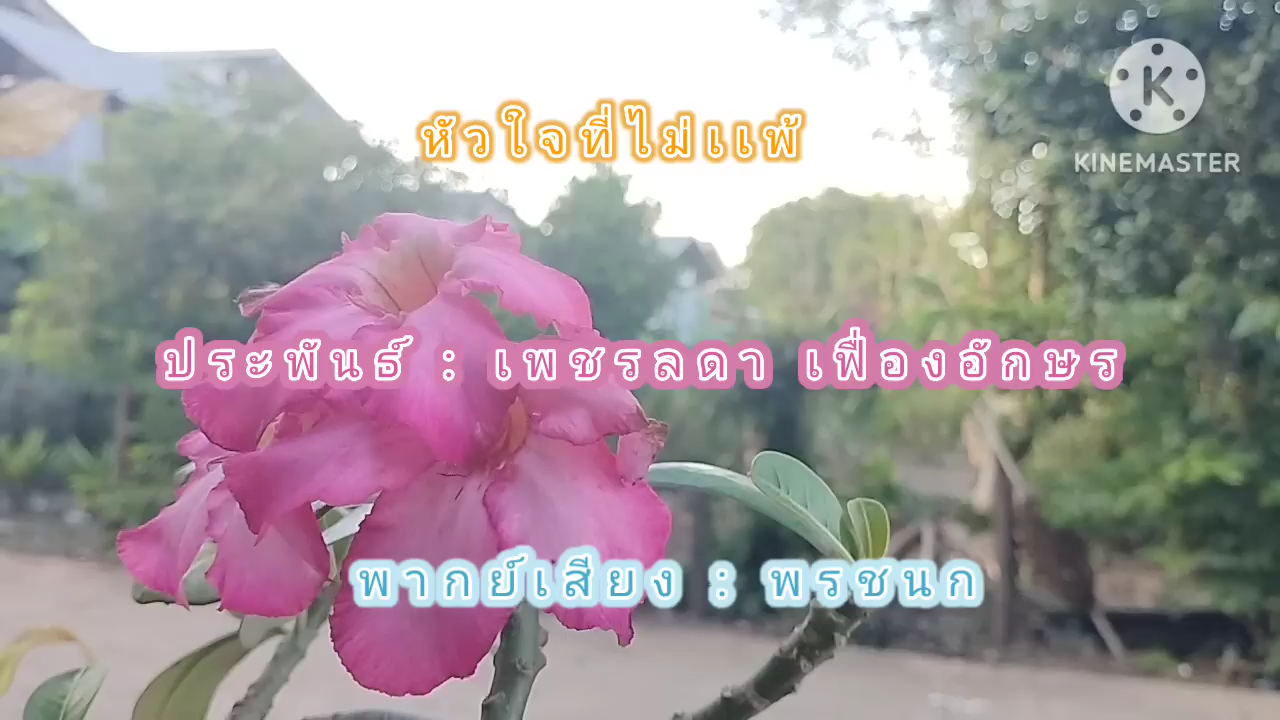 KINEMASTER
หัวใจที่ไม่เเพ้
ประพันธ์ : เพชรลดา เฟื่องอักษร
พากย์เสียง : พรชนก